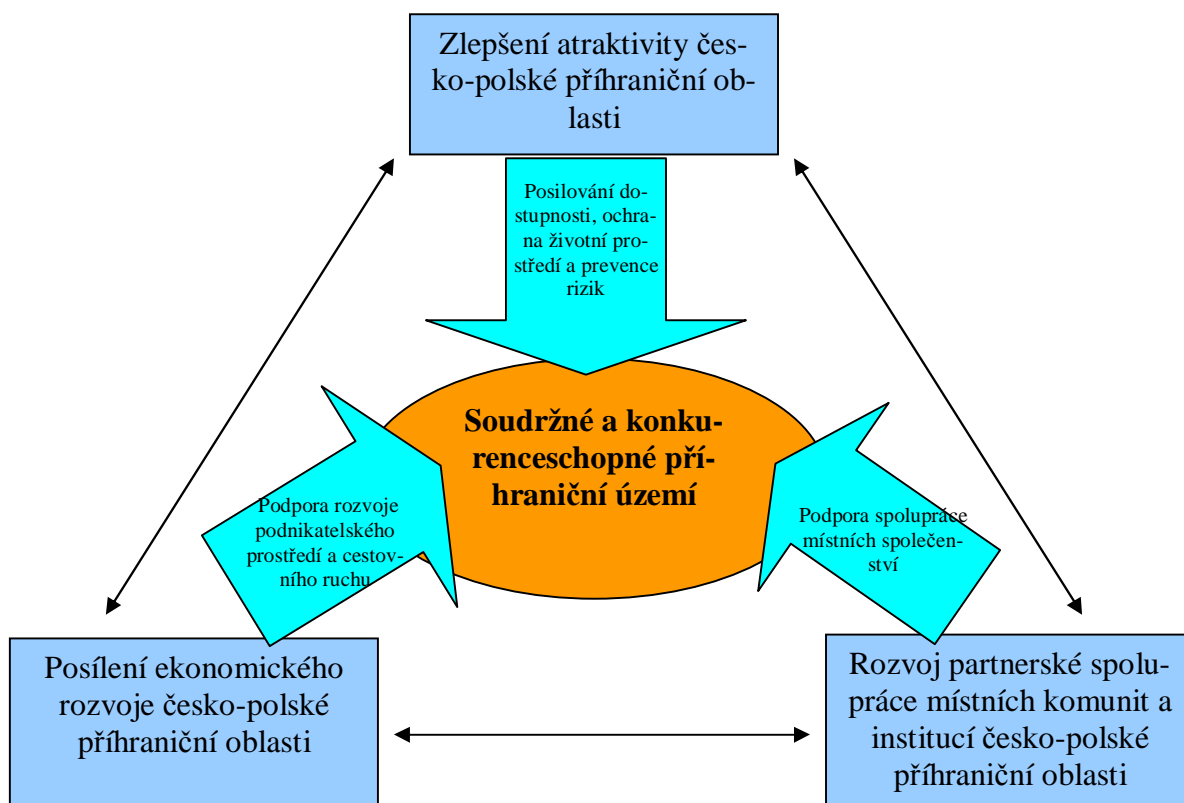 Zlepšení atraktivity čes-
ko-polské příhraniční ob-
lasti
Posilování do-
stupnosti, ochra-
na životní pro-
středí a prevence
rizik
Soudržné a konku-
renceschopné pří-
hraniční území
Podpora rozvoje
podnikatelského
prostředí a cestov-
ního ruchu
Podpora spolupráce
místních společen-
ství
Posílení ekonomického
rozvoje česko-polské
příhraniční oblasti
Rozvoj partnerské spolu-
práce místních komunit a
institucí česko-polské
příhraniční oblasti